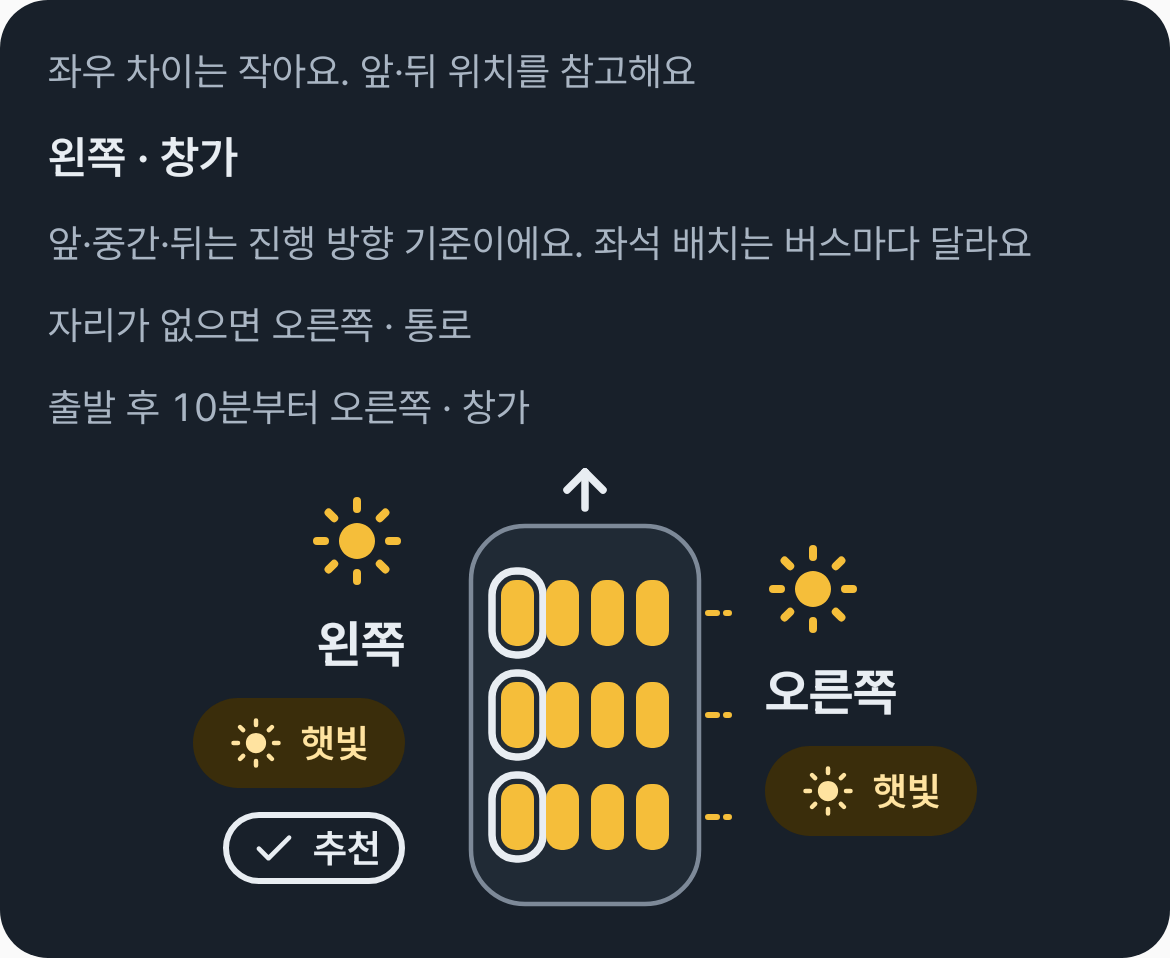 좌우 차이는 작아요. 앞·뒤 위치를 참고해요
왼쪽 · 창가
앞·중간·뒤는 진행 방향 기준이에요. 좌석 배치는 버스마다 달라요
자리가 없으면 오른쪽 · 통로
출발 후 10분부터 오른쪽 · 창가
왼쪽
햇빛
추천
오른쪽
햇빛